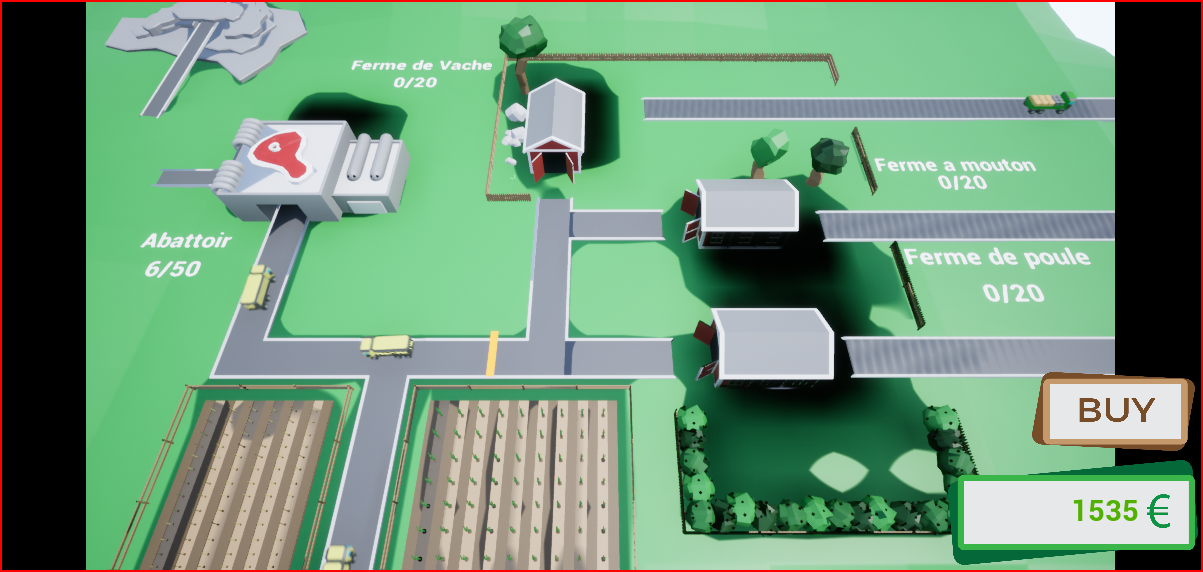 Ferme de Vache
0/20
Ferme a mouton
0/20
Abattoir
6/50
Ferme de poule
0/20
BUY
1535 €